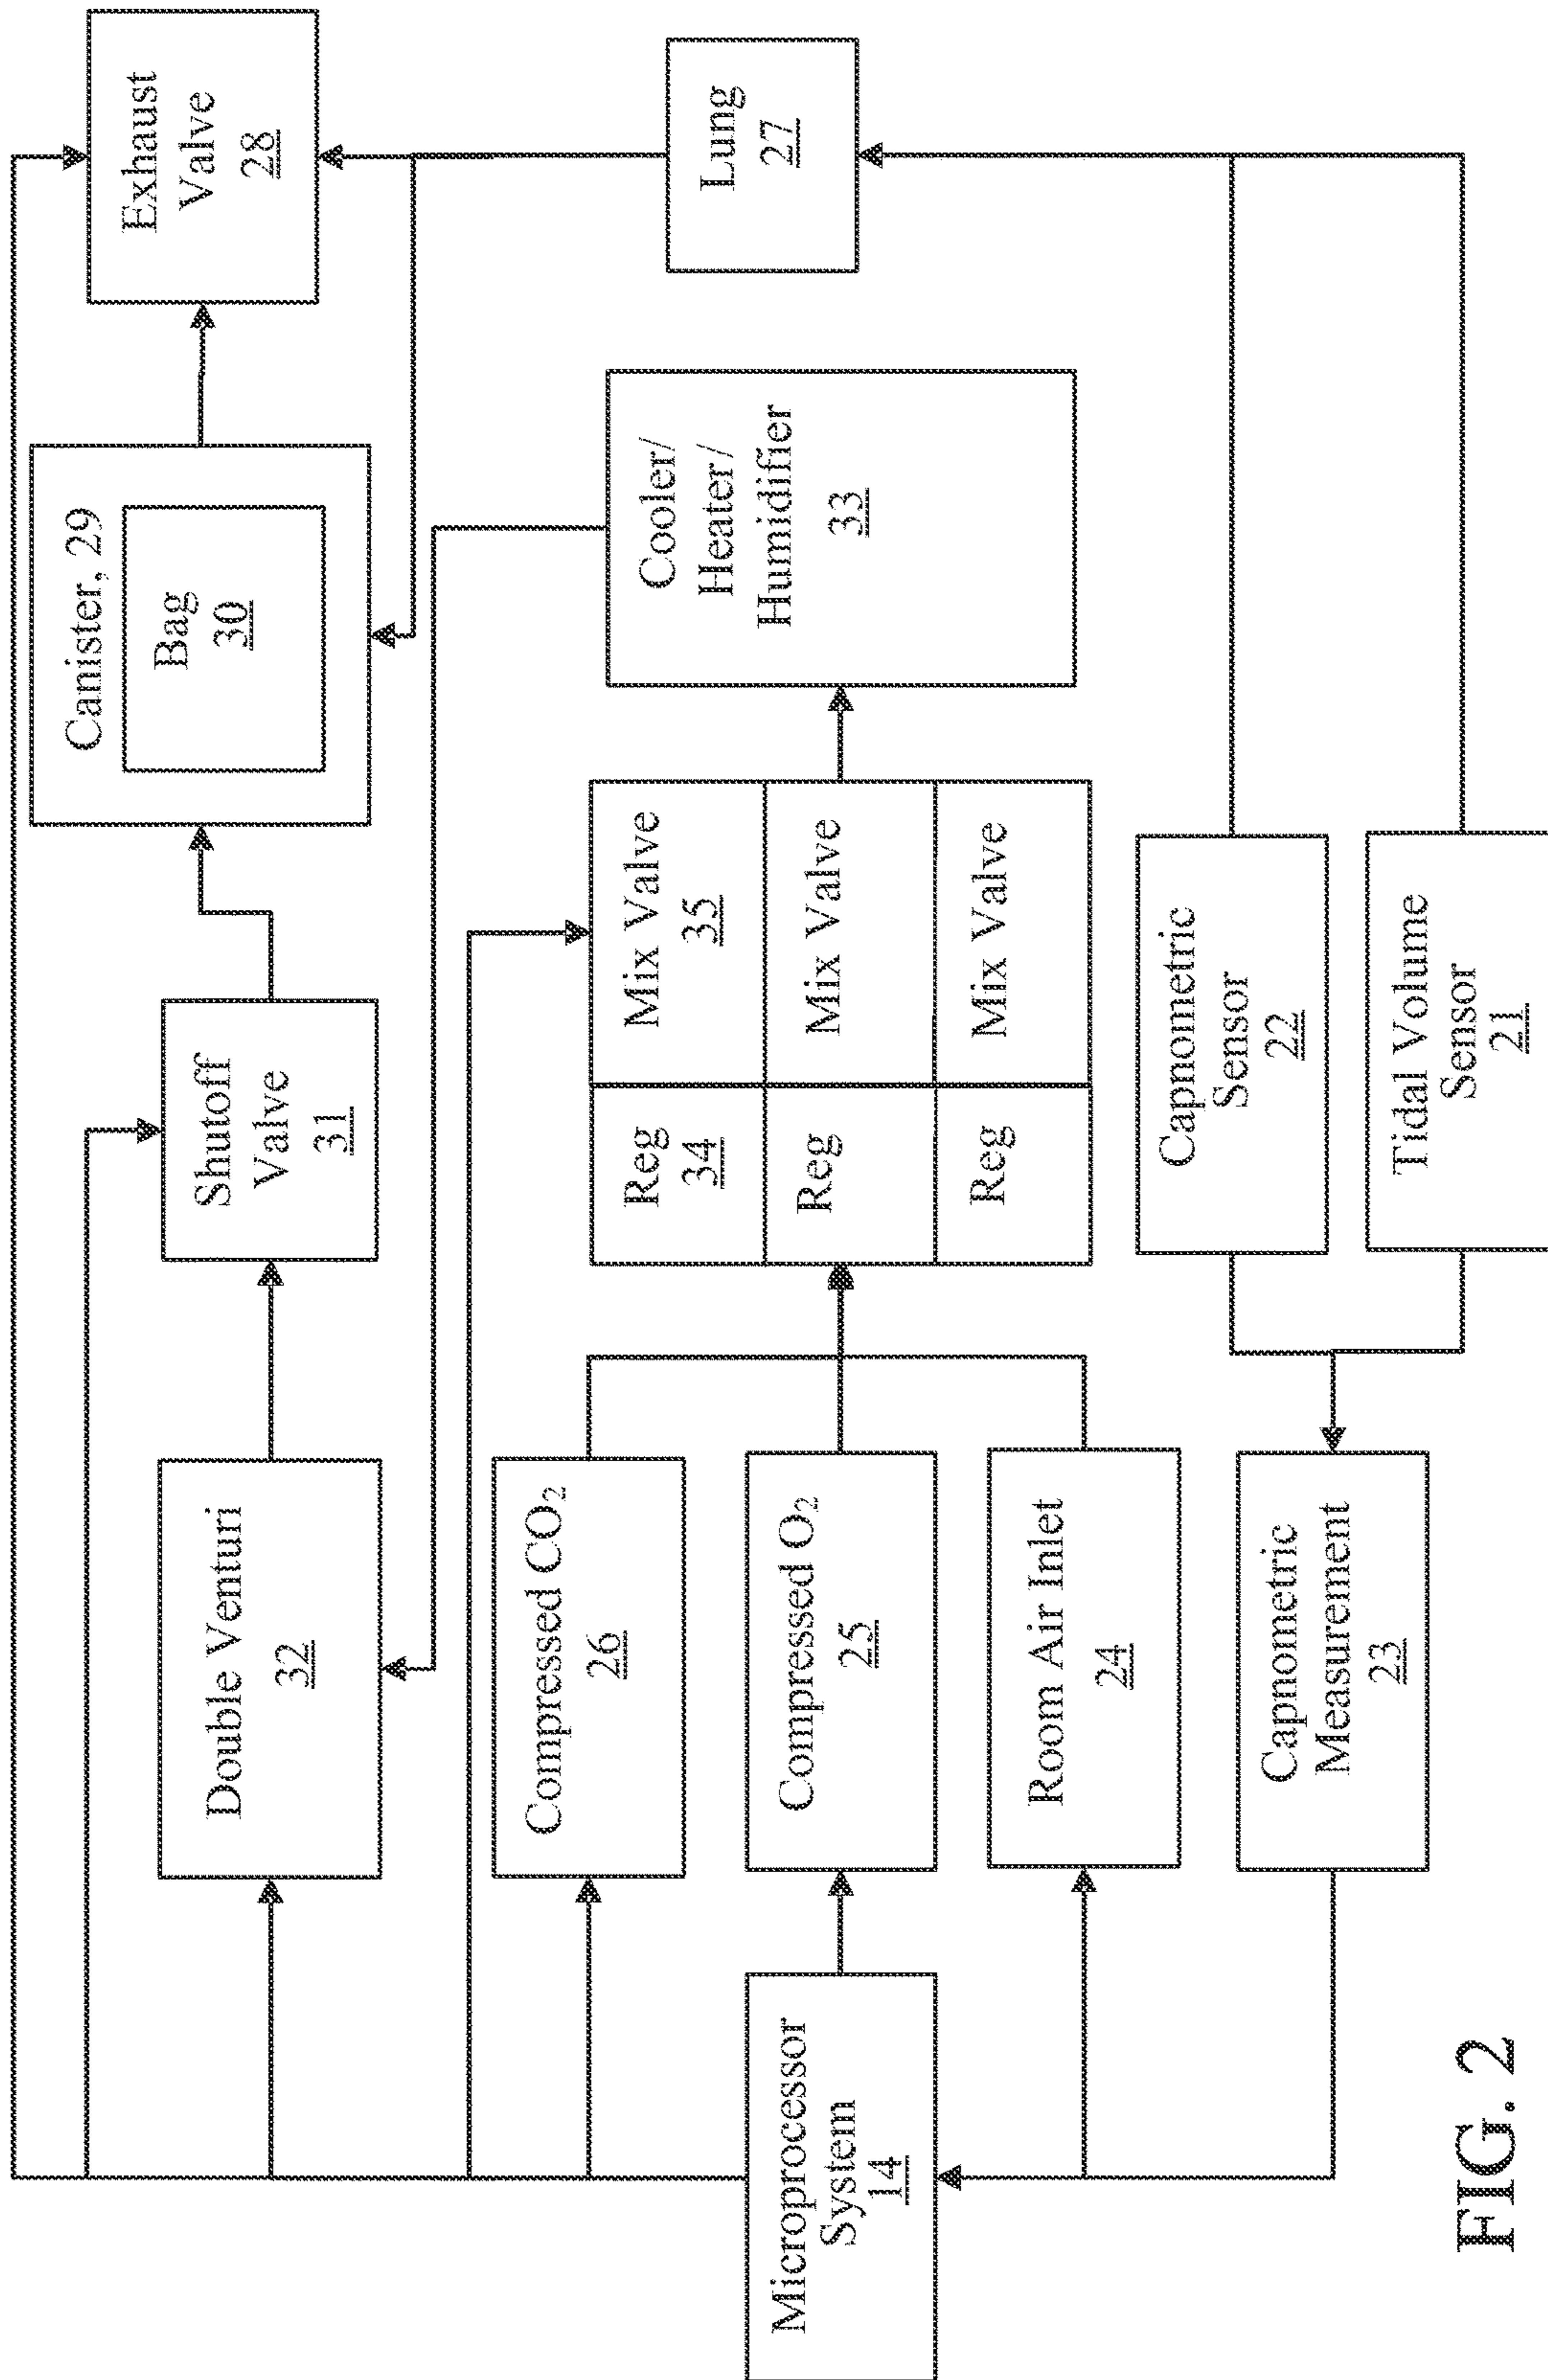 Exhaust
Valve
28
Canister, 29
Bag
30
Shutoff
Valve
31
Double Venturi
32
Lung
27
Cooler/
Heater/
Humidifier
33
Mix Valve
35
Mix Valve
Mix Valve
Reg
34
Reg
Reg
Compressed CO₂
26
Compressed O₂
25
Room Air Inlet
24
Capnometric
Sensor
22
Tidal Volume
Sensor
21
Capnometric
Measurement
23
Microprocessor
System
14
FIG. 2